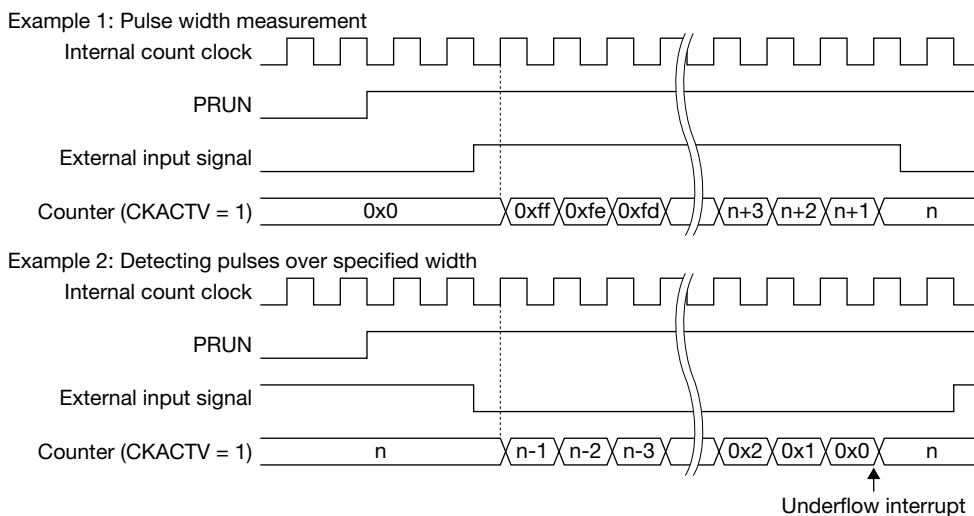 Example 1: Pulse width measurement
Internal count clock
PRUN
External input signal
Counter (CKACTV = 1) 0x0 0xff 0xfe 0xfd n+3 n+2 n+1 n
Example 2: Detecting pulses over specified width
Internal count clock
PRUN
External input signal
Counter (CKACTV = 1) n n-1 n-2 n-3 0x2 0x1 0x0 n
Underflow interrupt